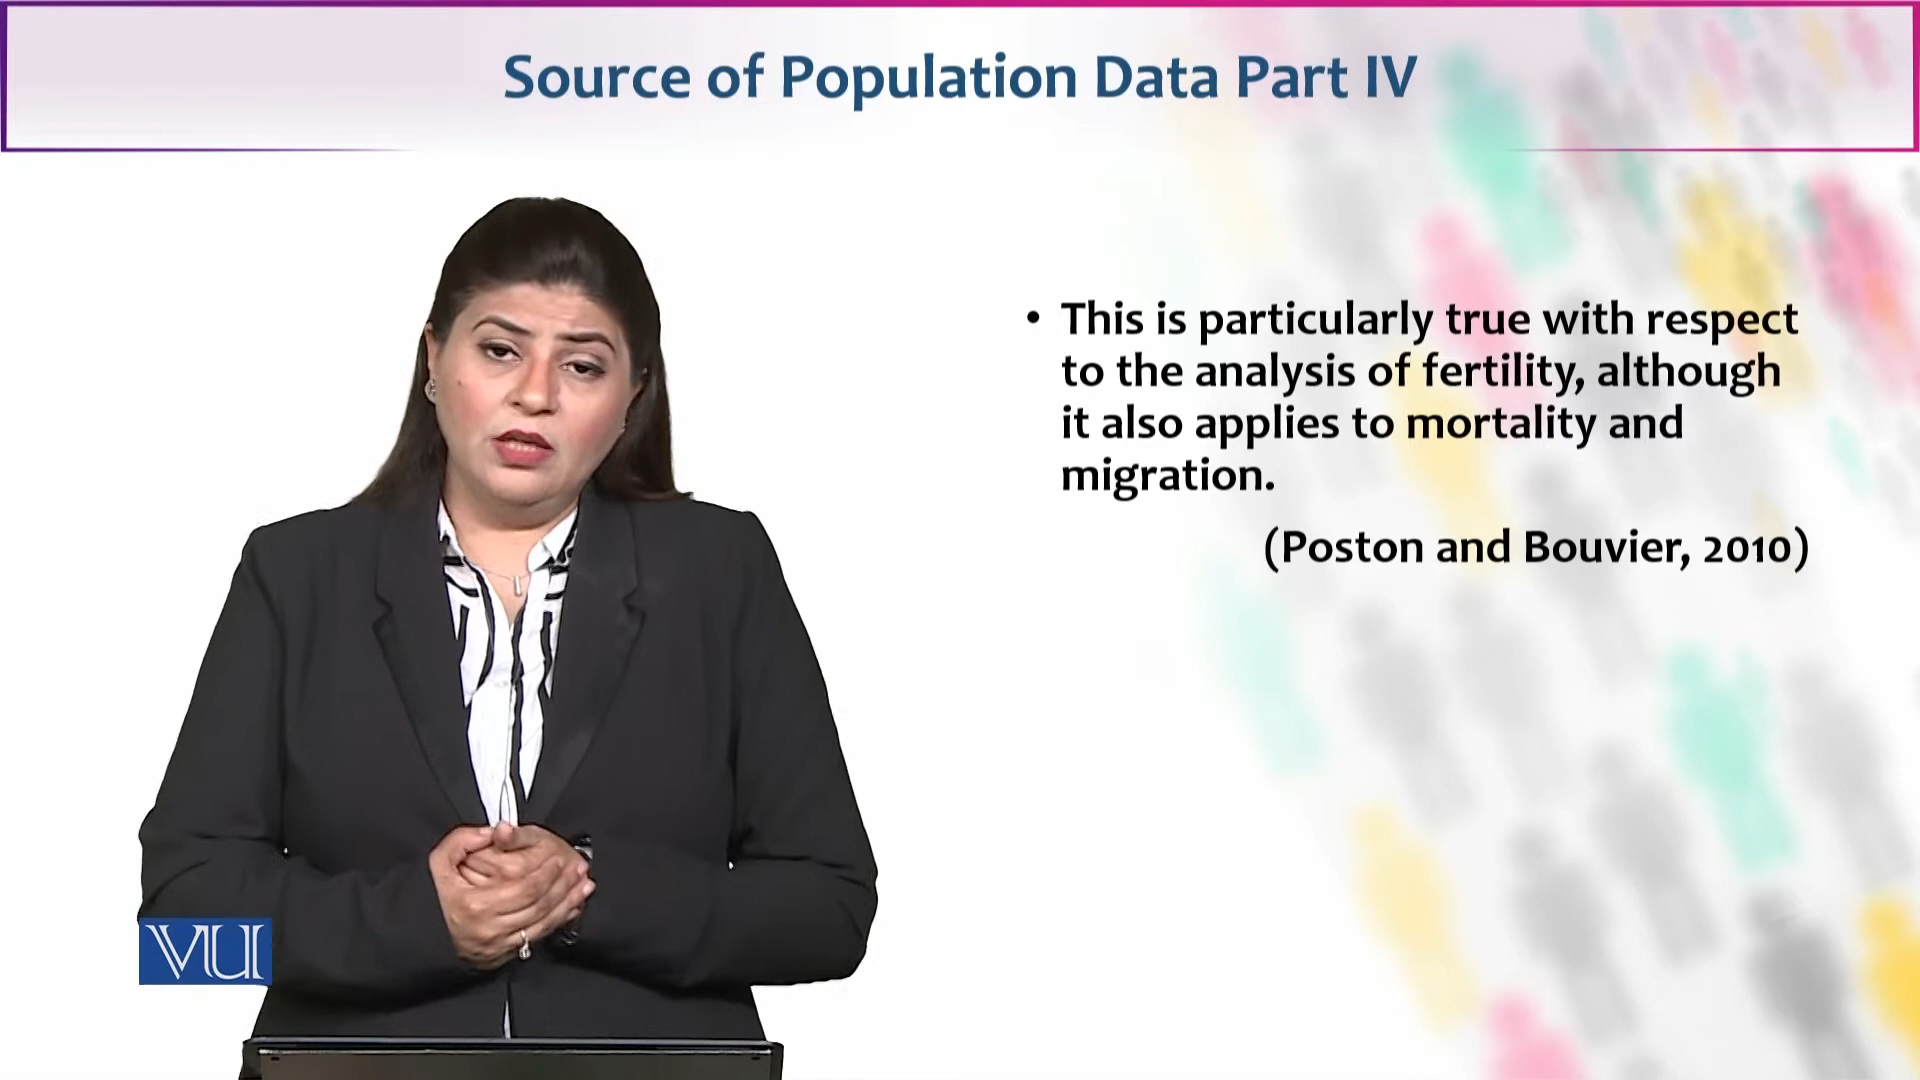 Source of Population Data Part IV
• This is particularly true with respect
to the analysis of fertility, although
it also applies to mortality and
migration.
(Poston and Bouvier, 2010)
VU